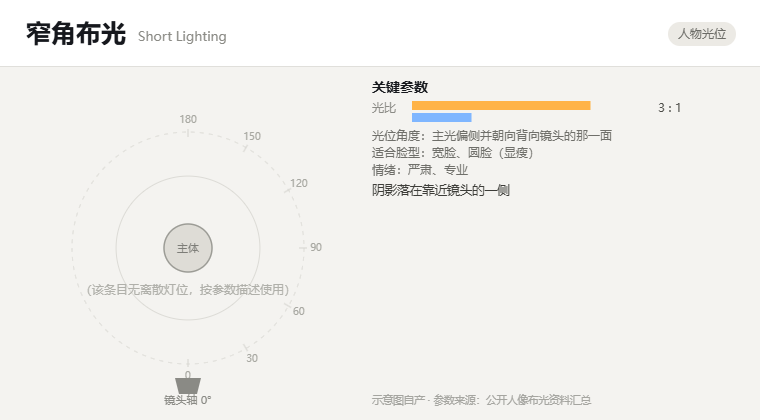 窄角布光 Short Lighting
人物光位
关键参数
光比 3 : 1
光位角度：主光偏侧并朝向背向镜头的那一面
适合脸型：宽脸、圆脸（显瘦）
情绪：严肃、专业
阴影落在靠近镜头的一侧
180
150
120
90
60
30
0
主体
(该条目无离散灯位，按参数描述使用)
镜头轴 0°
示意图自产 · 参数来源：公开人像布光资料汇总